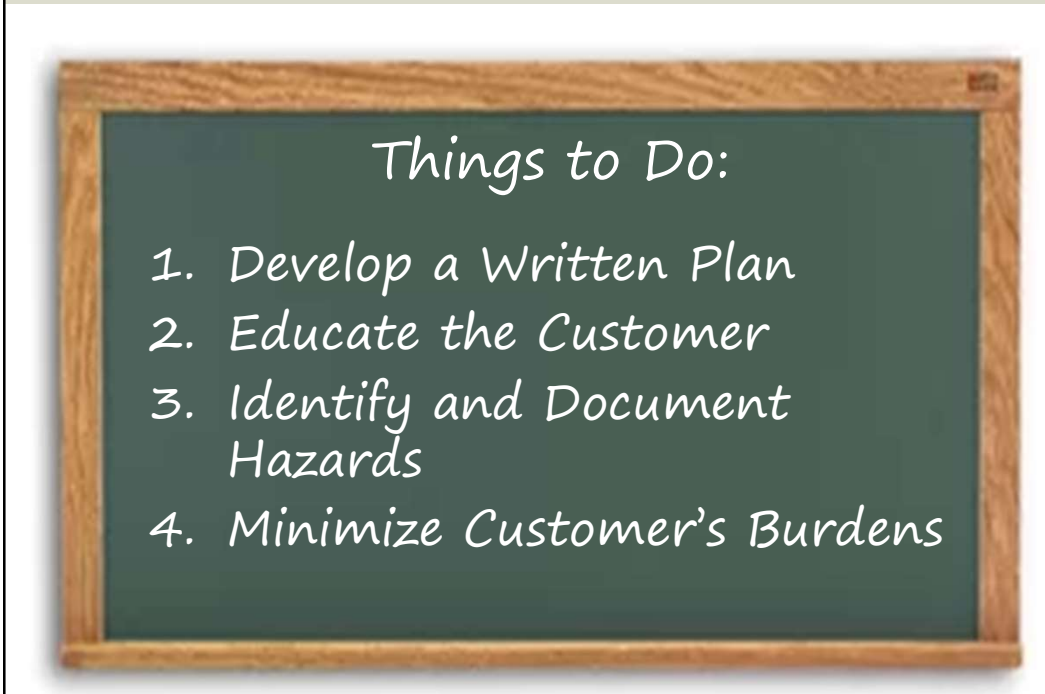 Things to Do:
1. Develop a Written Plan
2. Educate the Customer
3. Identify and Document
Hazards
4. Minimize Customer’s Burdens